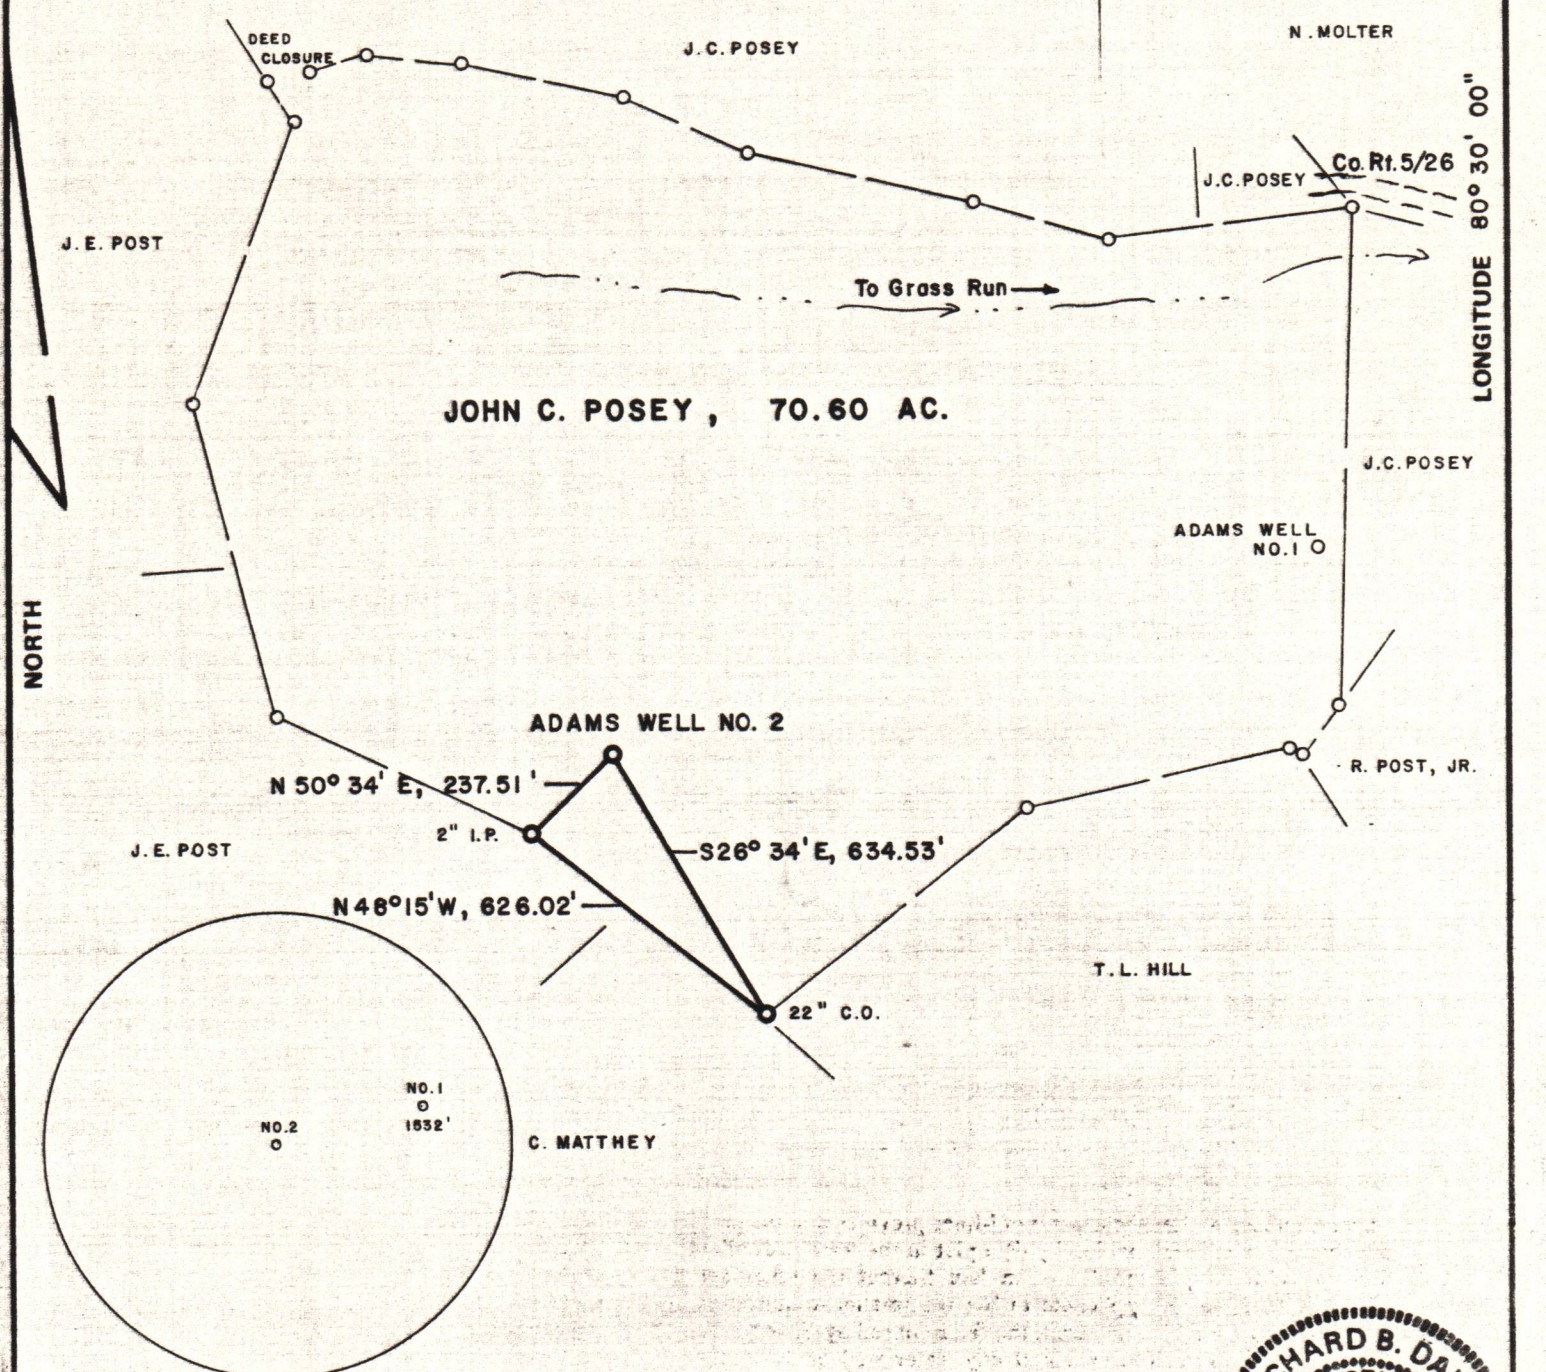 DEED
CLOSURE
J.C.POSEY
N.MOLTER
LONGITUDE 80° 30' 00"
Co.Rt.5/26
J.C.POSEY
J.E. POST
To Grass Run
JOHN C. POSEY, 70.60 AC.
J.C.POSEY
ADAMS WELL
NO.1
NORTH
ADAMS WELL NO. 2
N 50° 34' E, 237.51'
R. POST, JR.
2" I.P.
J.E. POST
S26° 34' E, 634.53'
N48°15'W, 626.02'
T.L. HILL
22" C.O.
NO.1
1532'
NO.2
C. MATTHEY